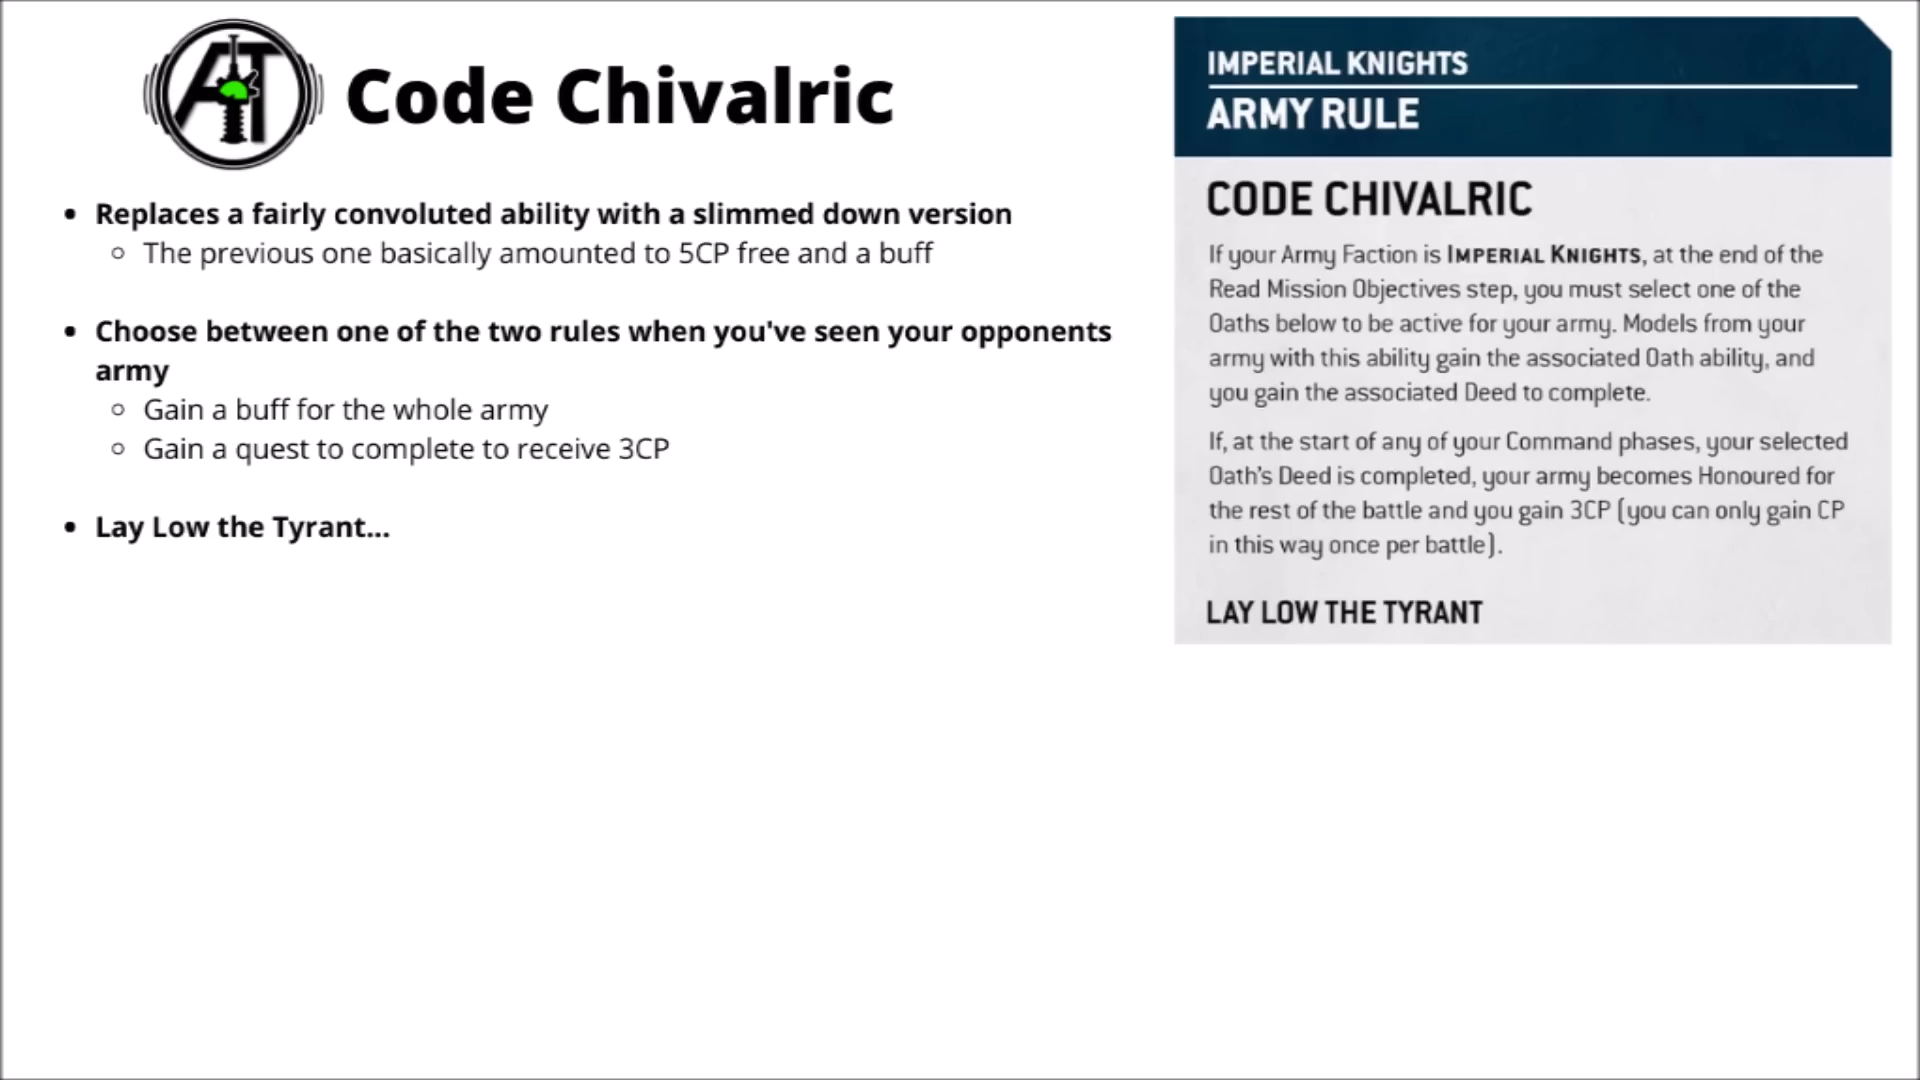 AT
Code Chivalric
• Replaces a fairly convoluted ability with a slimmed down version
○ The previous one basically amounted to 5CP free and a buff
• Choose between one of the two rules when you've seen your opponents
army
○ Gain a buff for the whole army
○ Gain a quest to complete to receive 3CP
• Lay Low the Tyrant...
IMPERIAL KNIGHTS
ARMY RULE
CODE CHIVALRIC
If your Army Faction is IMPERIAL KNIGHTS, at the end of the
Read Mission Objectives step, you must select one of the
Oaths below to be active for your army. Models from your
army with this ability gain the associated Oath ability, and
you gain the associated Deed to complete.
If, at the start of any of your Command phases, your selected
Oath's Deed is completed, your army becomes Honoured for
the rest of the battle and you gain 3CP (you can only gain CP
in this way once per battle).
LAY LOW THE TYRANT